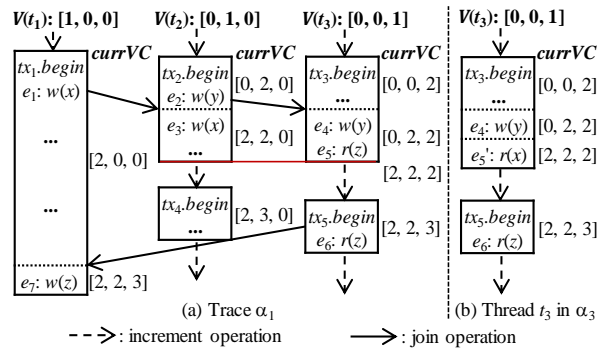 V(t1): [1, 0, 0]
V(t2): [0, 1, 0]
V(t3): [0, 0, 1]
V(t3): [0, 0, 1]
currVC
currVC
currVC
currVC
tx1.begin
e1: w(x)
...
[2, 0, 0]
...
e7: w(z)
[2, 2, 3]
tx2.begin
e2: w(y)
[0, 2, 0]
e3: w(x)
...
[2, 2, 0]
tx4.begin
...
[2, 3, 0]
tx3.begin
...
[0, 0, 2]
e4: w(y)
e5: r(z)
[0, 2, 2]
[2, 2, 2]
tx5.begin
e6: r(z)
[2, 2, 3]
(a) Trace α1
tx3.begin
...
[0, 0, 2]
e4: w(y)
[0, 2, 2]
e5': r(x)
[2, 2, 2]
tx5.begin
e6: r(z)
[2, 2, 3]
(b) Thread t3 in α3
: increment operation
: join operation